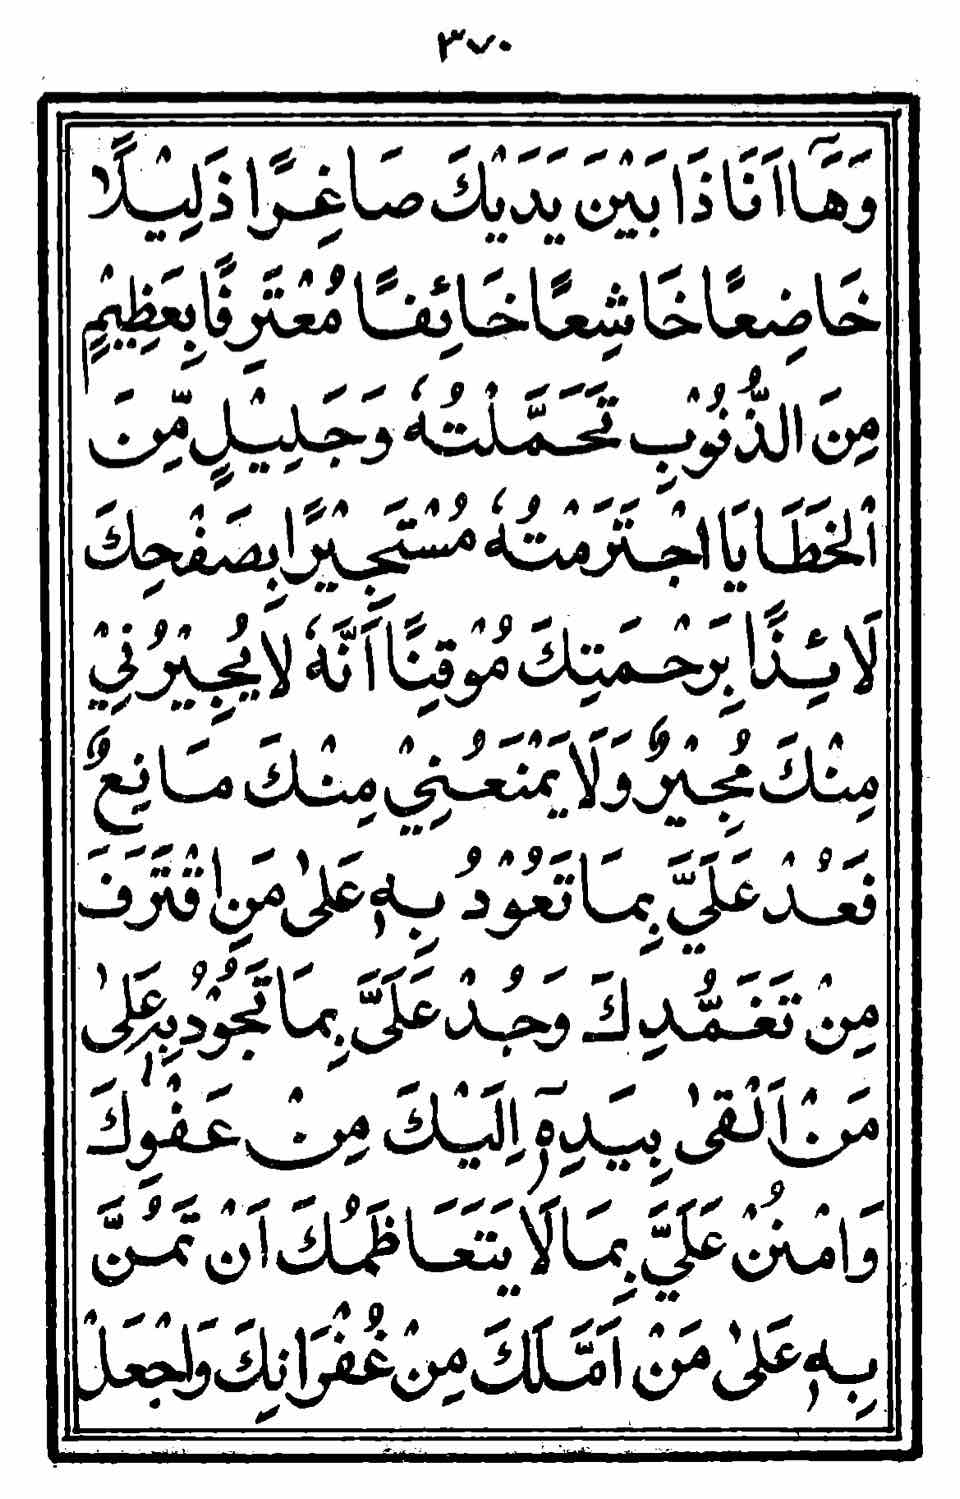 ٣٧٠
وَهَٓا اَنَا ذَا بَيْنَ يَدَيْكَ صَاغِرًا ذَلِيْلًا
خَاضِعًا خَاشِعًا خَائِفًا مُعْتَرِفًا بِعَظِيْمٍ
مِنَ الذُّنُوْبِ تَحَمَّلْتُهٗ وَجَلِيْلٍ مِّنَ
الْخَطَايَا اجْتَرَمْتُهٗ مُسْتَجِيْرًا بِصَفْحِكَ
لَائِذًا بِرَحْمَتِكَ مُوْقِنًا اَنَّهٗ لَا يُجِيْرُنِيْ
مِنْكَ مُجِيْرٌ وَلَا يَمْنَعُنِيْ مِنْكَ مَانِعٌ
فَعُدْ عَلَيَّ بِمَا تَعُوْدُ بِهٖ عَلٰى مَنِ اقْتَرَفَ
مِنْ تَغَمُّدِكَ وَجُدْ عَلَيَّ بِمَا تَجُوْدُ بِهٖ عَلٰى
مَنْ اَلْقٰى بِيَدِهٖٓ اِلَيْكَ مِنْ عَفْوِكَ
وَامْنُنْ عَلَيَّ بِمَا لَا يَتَعَاظَمُكَ اَنْ تَمُنَّ
بِهٖ عَلٰى مَنْ اَمَّلَكَ مِنْ غُفْرَانِكَ وَاجْعَلْ